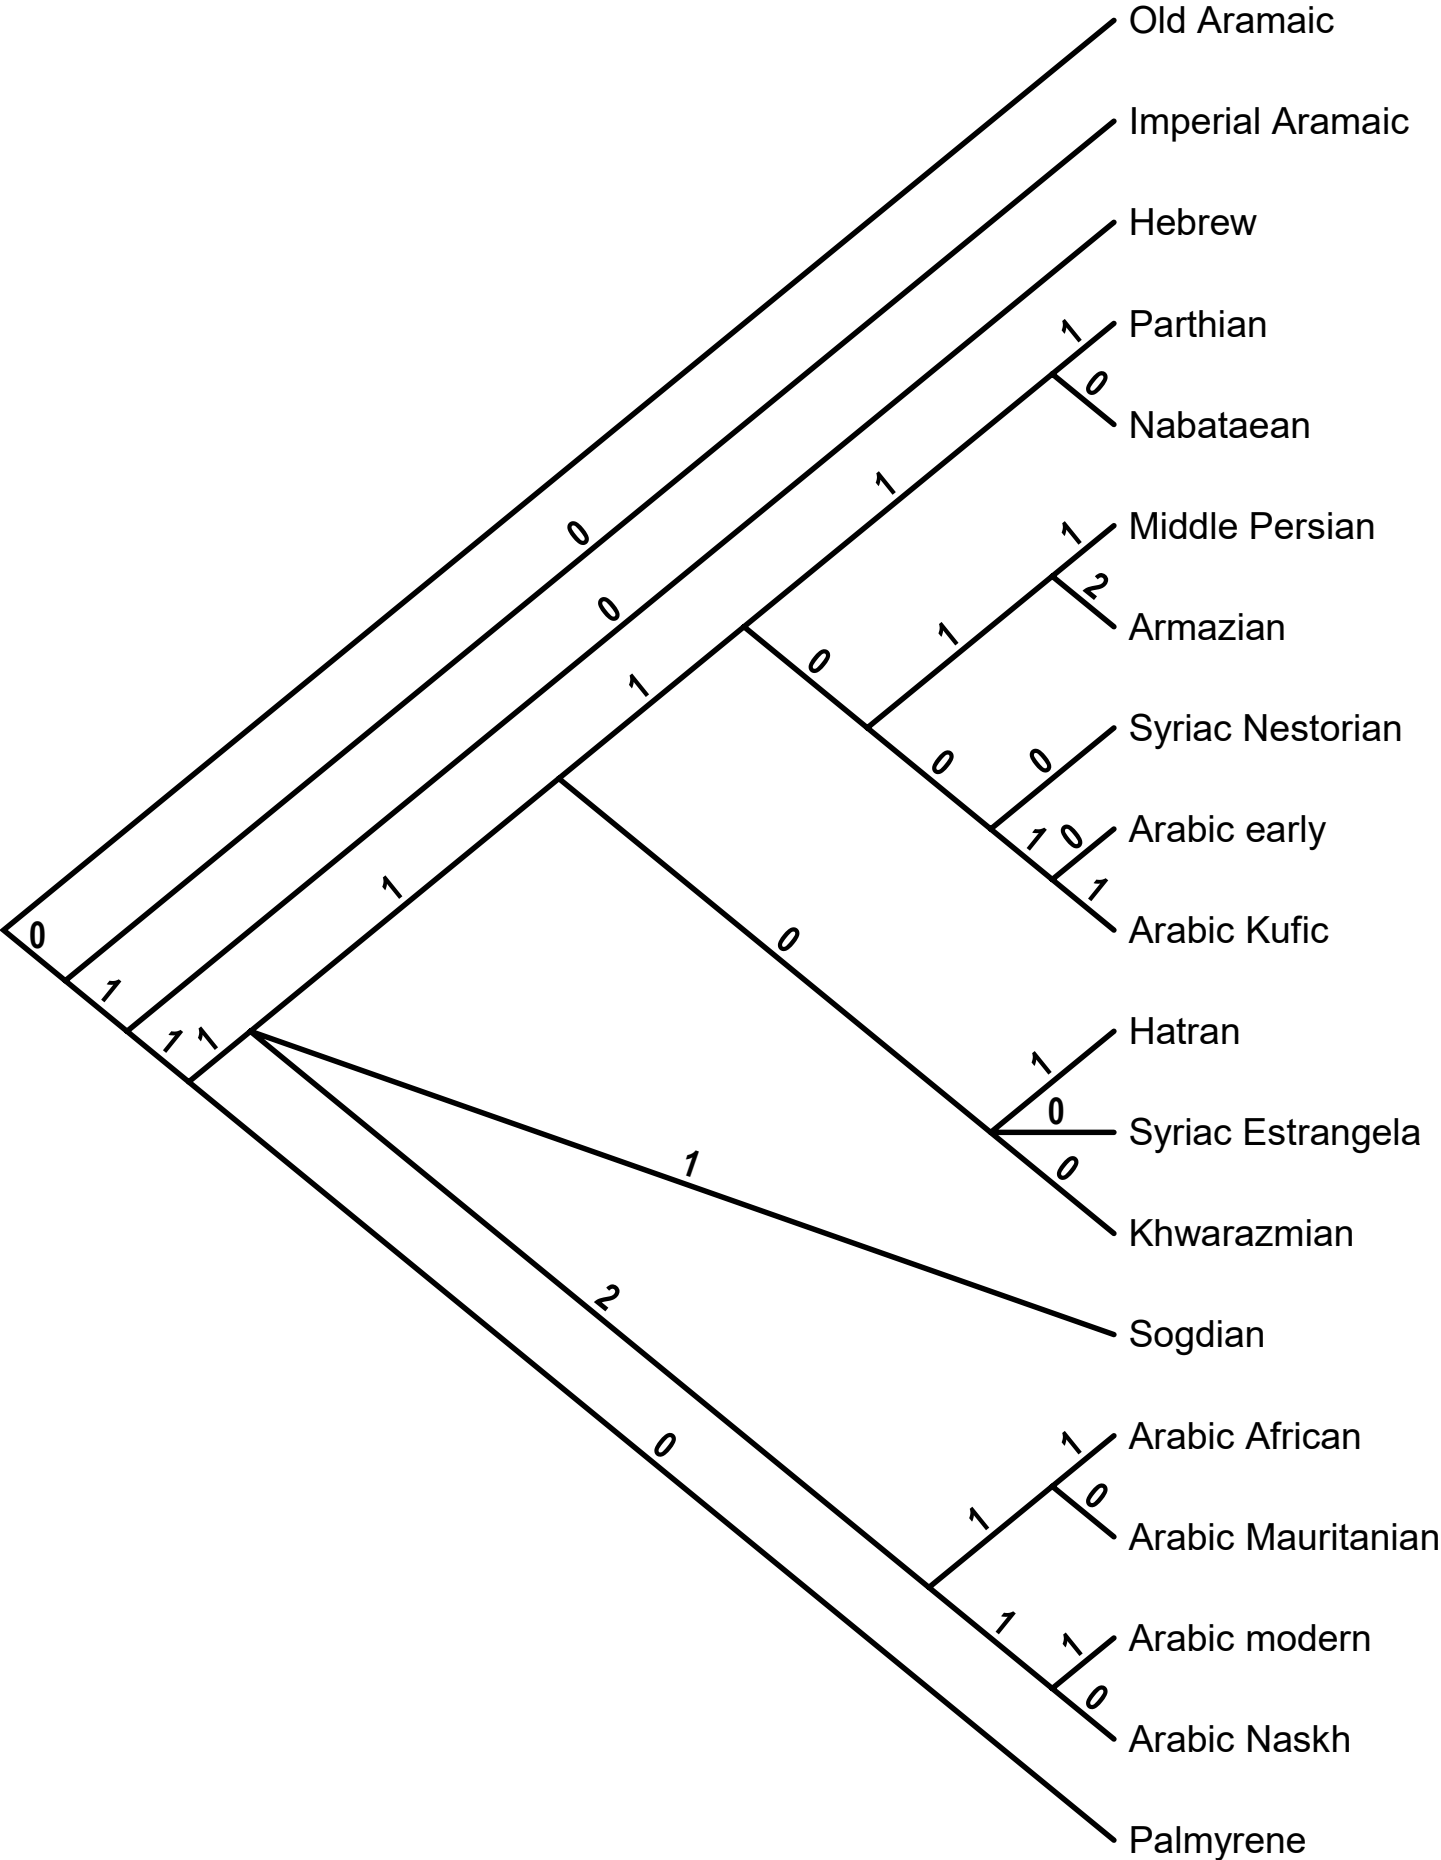 Old Aramaic
Imperial Aramaic
Hebrew
1 Parthian
0
Nabataean
1
1 Middle Persian
0
2
Armazian
0
1
0
1
Syriac Nestorian
0 0
1 0 Arabic early
1
1
Arabic Kufic
0
0
1
Hatran
1 1
1
0
Syriac Estrangela
1
0
Khwarazmian
2
Sogdian
1 Arabic African
0
0
1
Arabic Mauritanian
1
1 Arabic modern
0
Arabic Naskh
Palmyrene